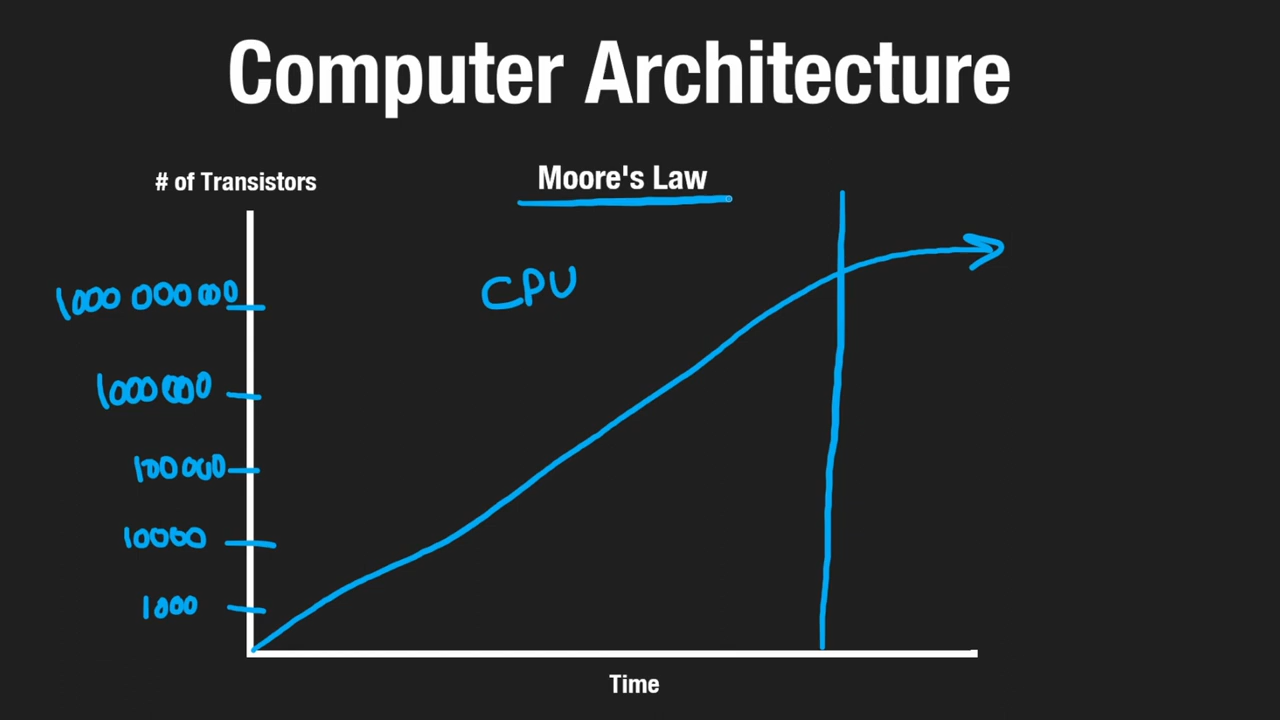 Computer Architecture
# of Transistors
Moore's Law
CPU
1000 000 000
1000 000
100 000
10000
1000
Time